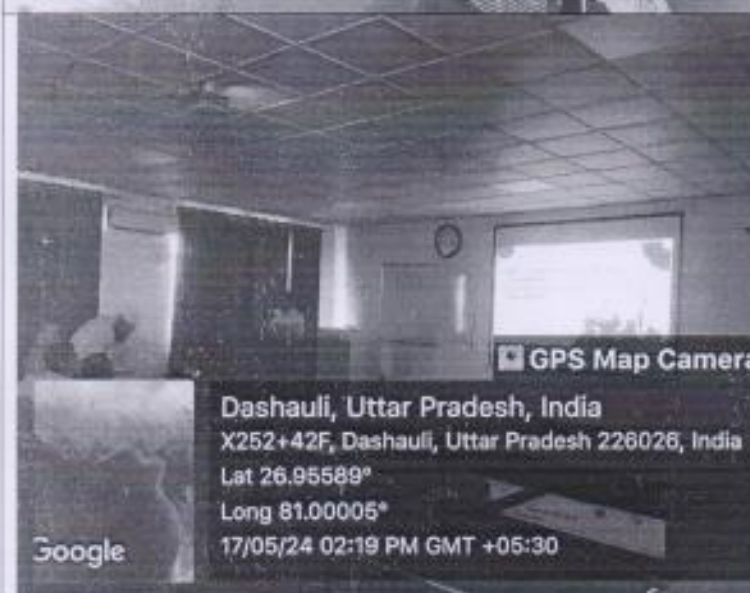 GPS Map Camera
Dashauli, Uttar Pradesh, India
X252+42F, Dashauli, Uttar Pradesh 226026, India
Lat 26.95589°
Long 81.00005°
17/05/24 02:19 PM GMT +05:30
Google